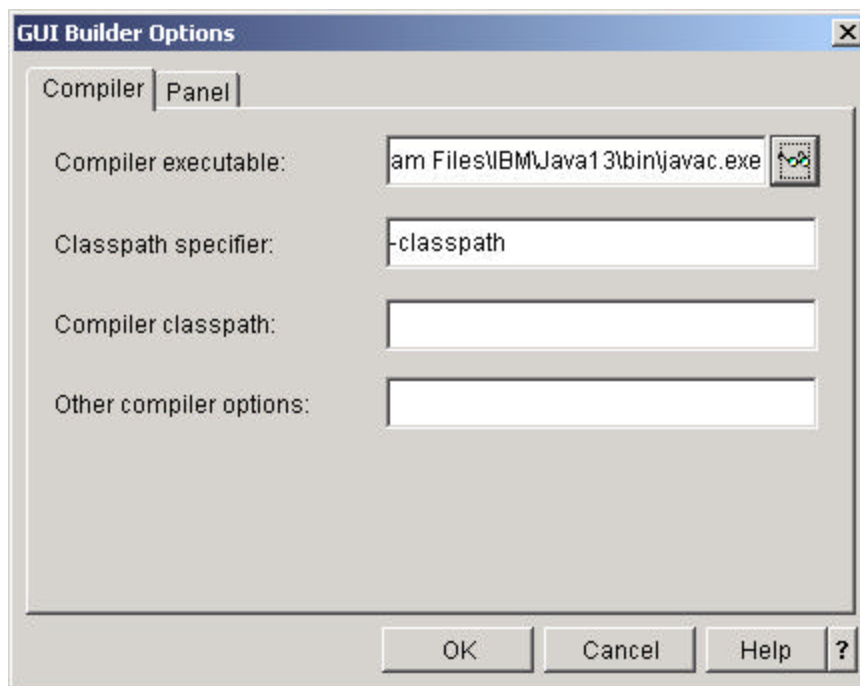 GUI Builder Options
Compiler Panel
Compiler executable: am Files\IBM\Java13\bin\javac.exe
Classpath specifier: -classpath
Compiler classpath:
Other compiler options:
OK Cancel Help ?